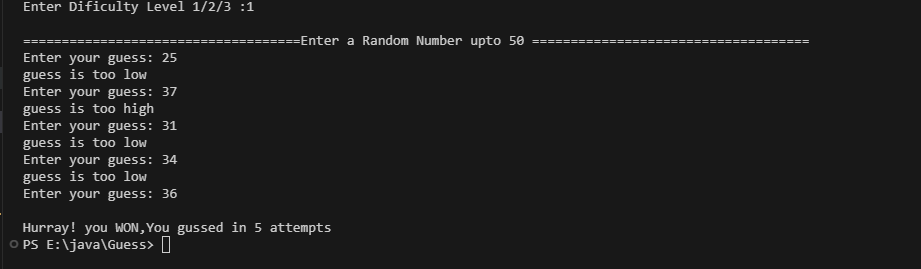 Enter Dificulty Level 1/2/3 :1
====================================Enter a Random Number upto 50 ====================================
Enter your guess: 25
guess is too low
Enter your guess: 37
guess is too high
Enter your guess: 31
guess is too low
Enter your guess: 34
guess is too low
Enter your guess: 36
Hurray! you WON,You gussed in 5 attempts
PS E:\java\Guess>